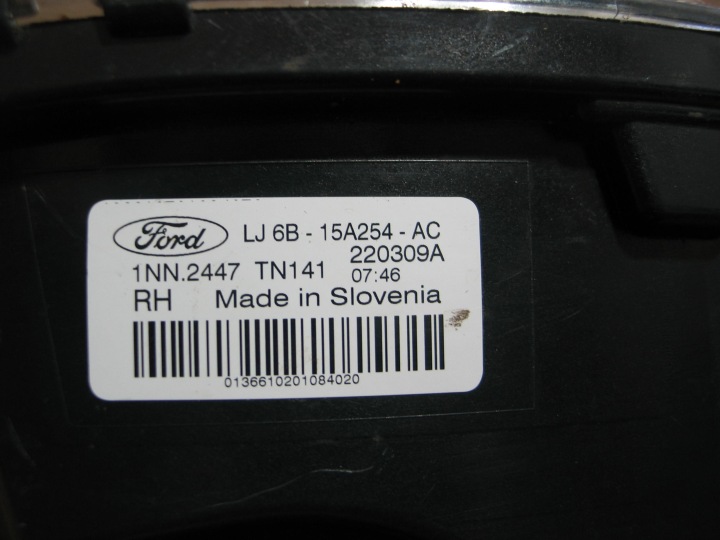 Ford LJ 6B - 15A254 - AC
220309A
1NN.2447 TN141 07:46
RH Made in Slovenia
0136610201084020